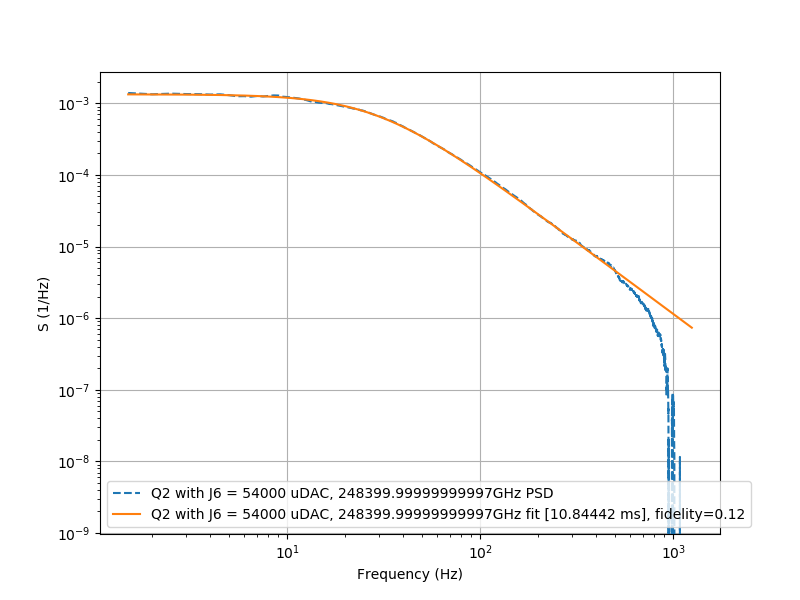 10⁻³
10⁻⁴
10⁻⁵
10⁻⁶
10⁻⁷
10⁻⁸
10⁻⁹
S (1/Hz)
Q2 with J6 = 54000 uDAC, 248399.99999999997GHz PSD
Q2 with J6 = 54000 uDAC, 248399.99999999997GHz fit [10.84442 ms], fidelity=0.12
10¹ 10² 10³
Frequency (Hz)